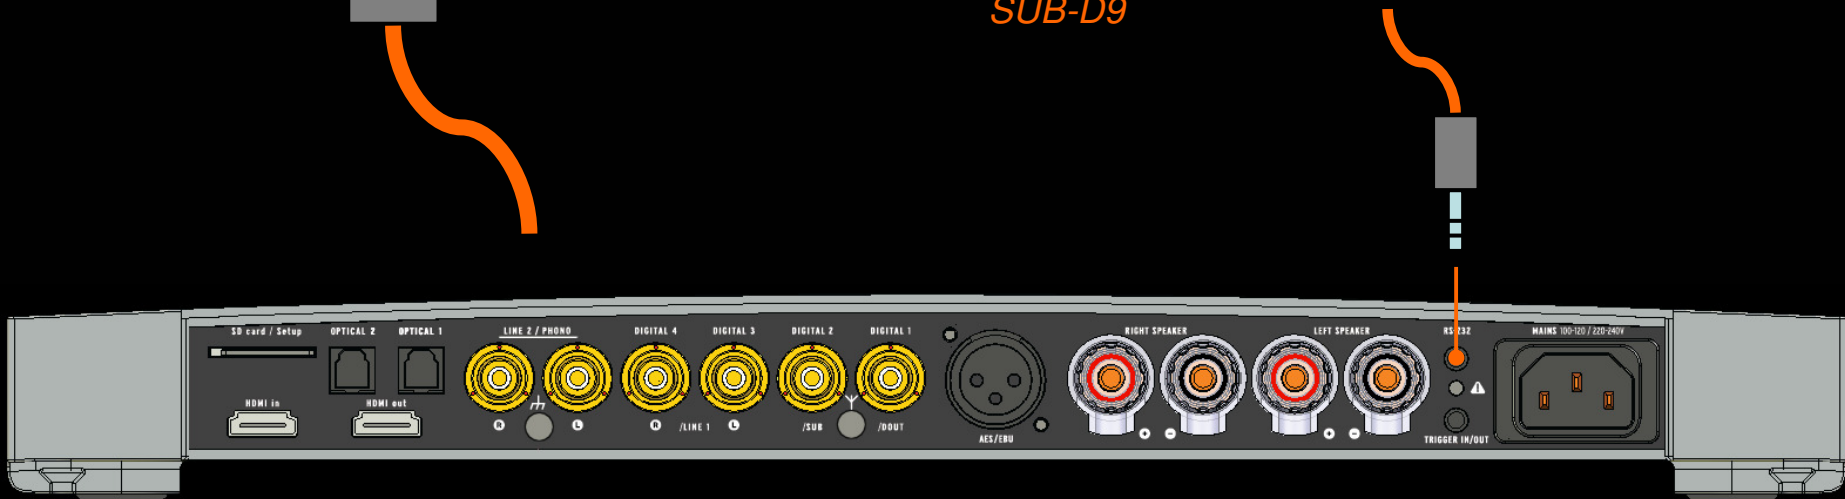 SUB-D9
SD card / Setup
OPTICAL 2
OPTICAL 1
LINE 2 / PHONO
DIGITAL 4
DIGITAL 3
DIGITAL 2
DIGITAL 1
RIGHT SPEAKER
LEFT SPEAKER
RS-232
MAINS 100-120 / 220-240V
HDMI in
HDMI out
R
L
R
/LINE 1
L
/SUB
/DOUT
AES/EBU
+
-
+
-
TRIGGER IN/OUT